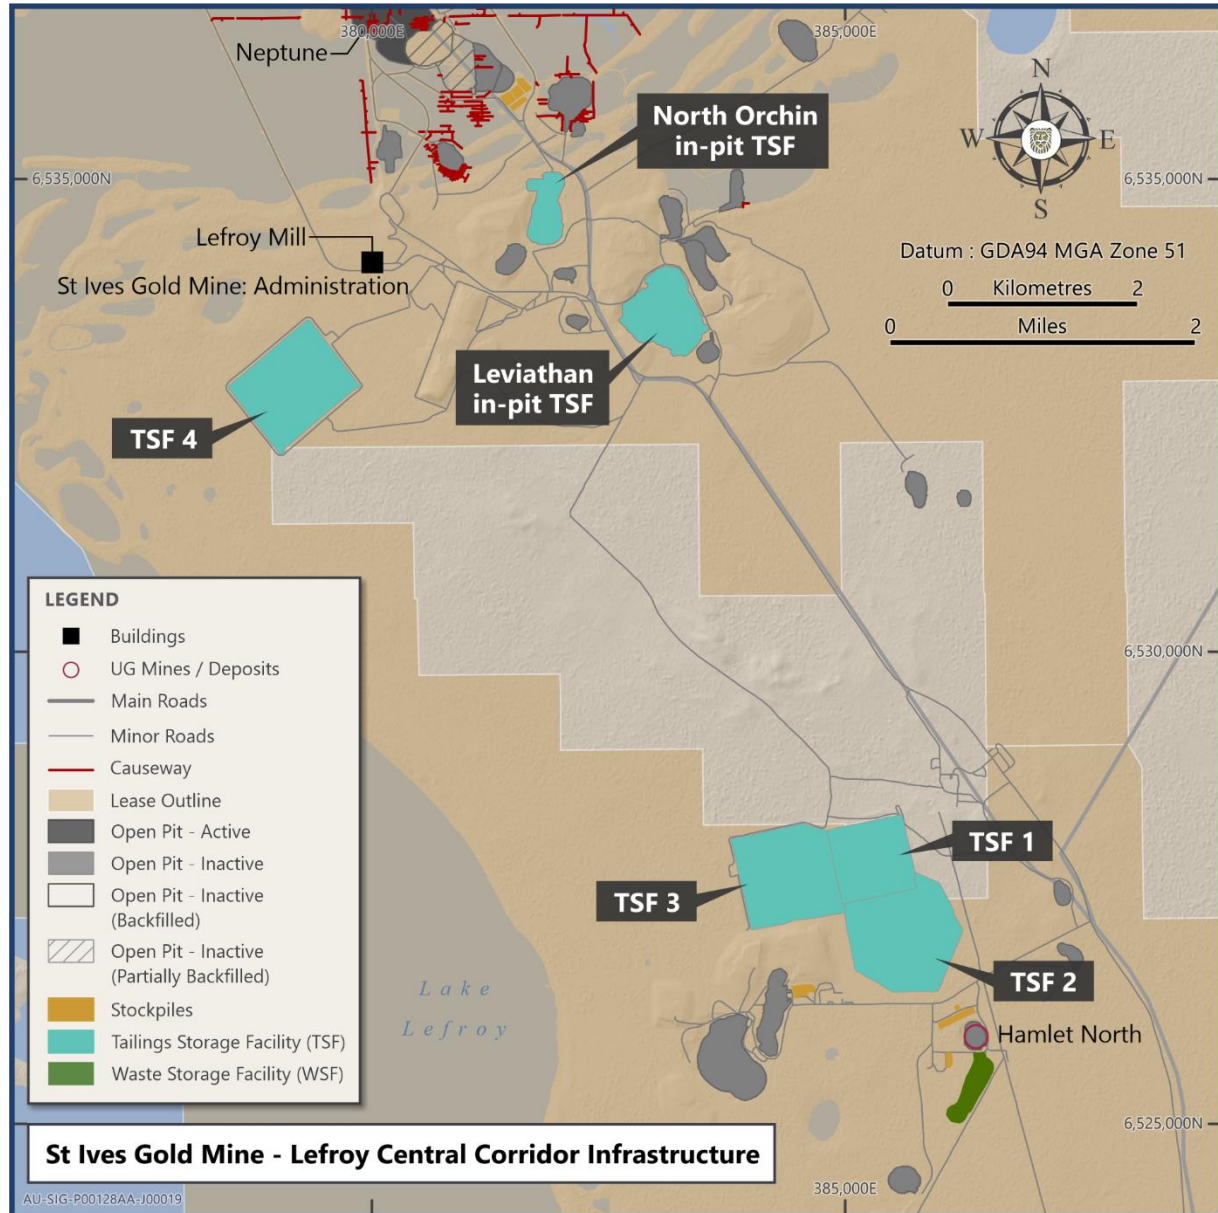 380,000E
385,000E
Neptune
N
W
E
S
North Orchin
in-pit TSF
6,535,000N
6,535,000N
Lefroy Mill
St Ives Gold Mine: Administration
Datum : GDA94 MGA Zone 51
0 Kilometres 2
0 Miles 2
Leviathan
in-pit TSF
TSF 4
LEGEND
Buildings
UG Mines / Deposits
Main Roads
Minor Roads
Causeway
Lease Outline
Open Pit - Active
Open Pit - Inactive
Open Pit - Inactive
(Backfilled)
Open Pit - Inactive
(Partially Backfilled)
Stockpiles
Tailings Storage Facility (TSF)
Waste Storage Facility (WSF)
6,530,000N
TSF 1
TSF 3
TSF 2
Lake
Lefroy
Hamlet North
6,525,000N
St Ives Gold Mine - Lefroy Central Corridor Infrastructure
AU-SIG-P00128AA-J00019
385,000E